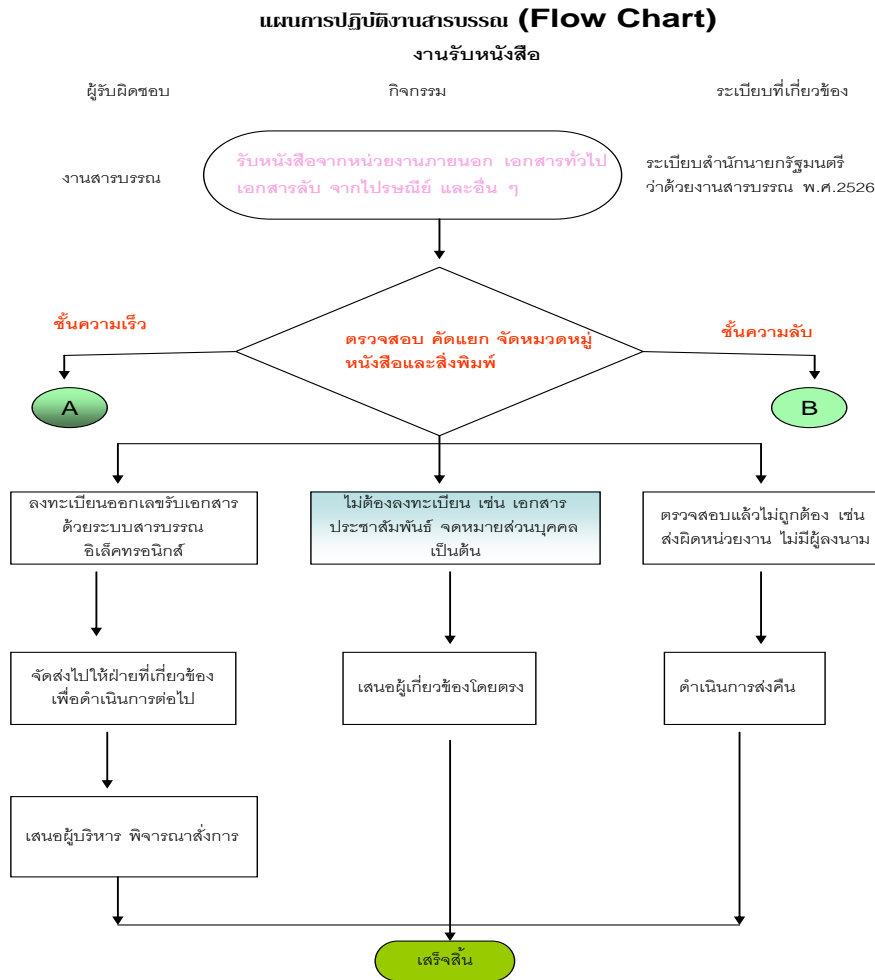 แผนการปฏิบัติงานสารบรรณ (Flow Chart)
งานรับหนังสือ
ผู้รับผิดชอบ
กิจกรรม
ระเบียบที่เกี่ยวข้อง
งานสารบรรณ
รับหนังสือจากหน่วยงานภายนอก เอกสารทั่วไป
เอกสารลับ จากไปรษณีย์ และอื่น ๆ
ระเบียบสำนักนายกรัฐมนตรี
ว่าด้วยงานสารบรรณ พ.ศ.2526
ชั้นความเร็ว
ตรวจสอบ คัดแยก จัดหมวดหมู่
หนังสือและสิ่งพิมพ์
ชั้นความลับ
A
B
ลงทะเบียนออกเลขรับเอกสาร
ด้วยระบบสารบรรณ
อิเล็คทรอนิกส์
ไม่ต้องลงทะเบียน เช่น เอกสาร
ประชาสัมพันธ์ จดหมายส่วนบุคคล
เป็นต้น
ตรวจสอบแล้วไม่ถูกต้อง เช่น
ส่งผิดหน่วยงาน ไม่มีผู้ลงนาม
จัดส่งไปให้ฝ่ายที่เกี่ยวข้อง
เพื่อดำเนินการต่อไป
เสนอผู้เกี่ยวข้องโดยตรง
ดำเนินการส่งคืน
เสนอผู้บริหาร พิจารณาสั่งการ
เสร็จสิ้น